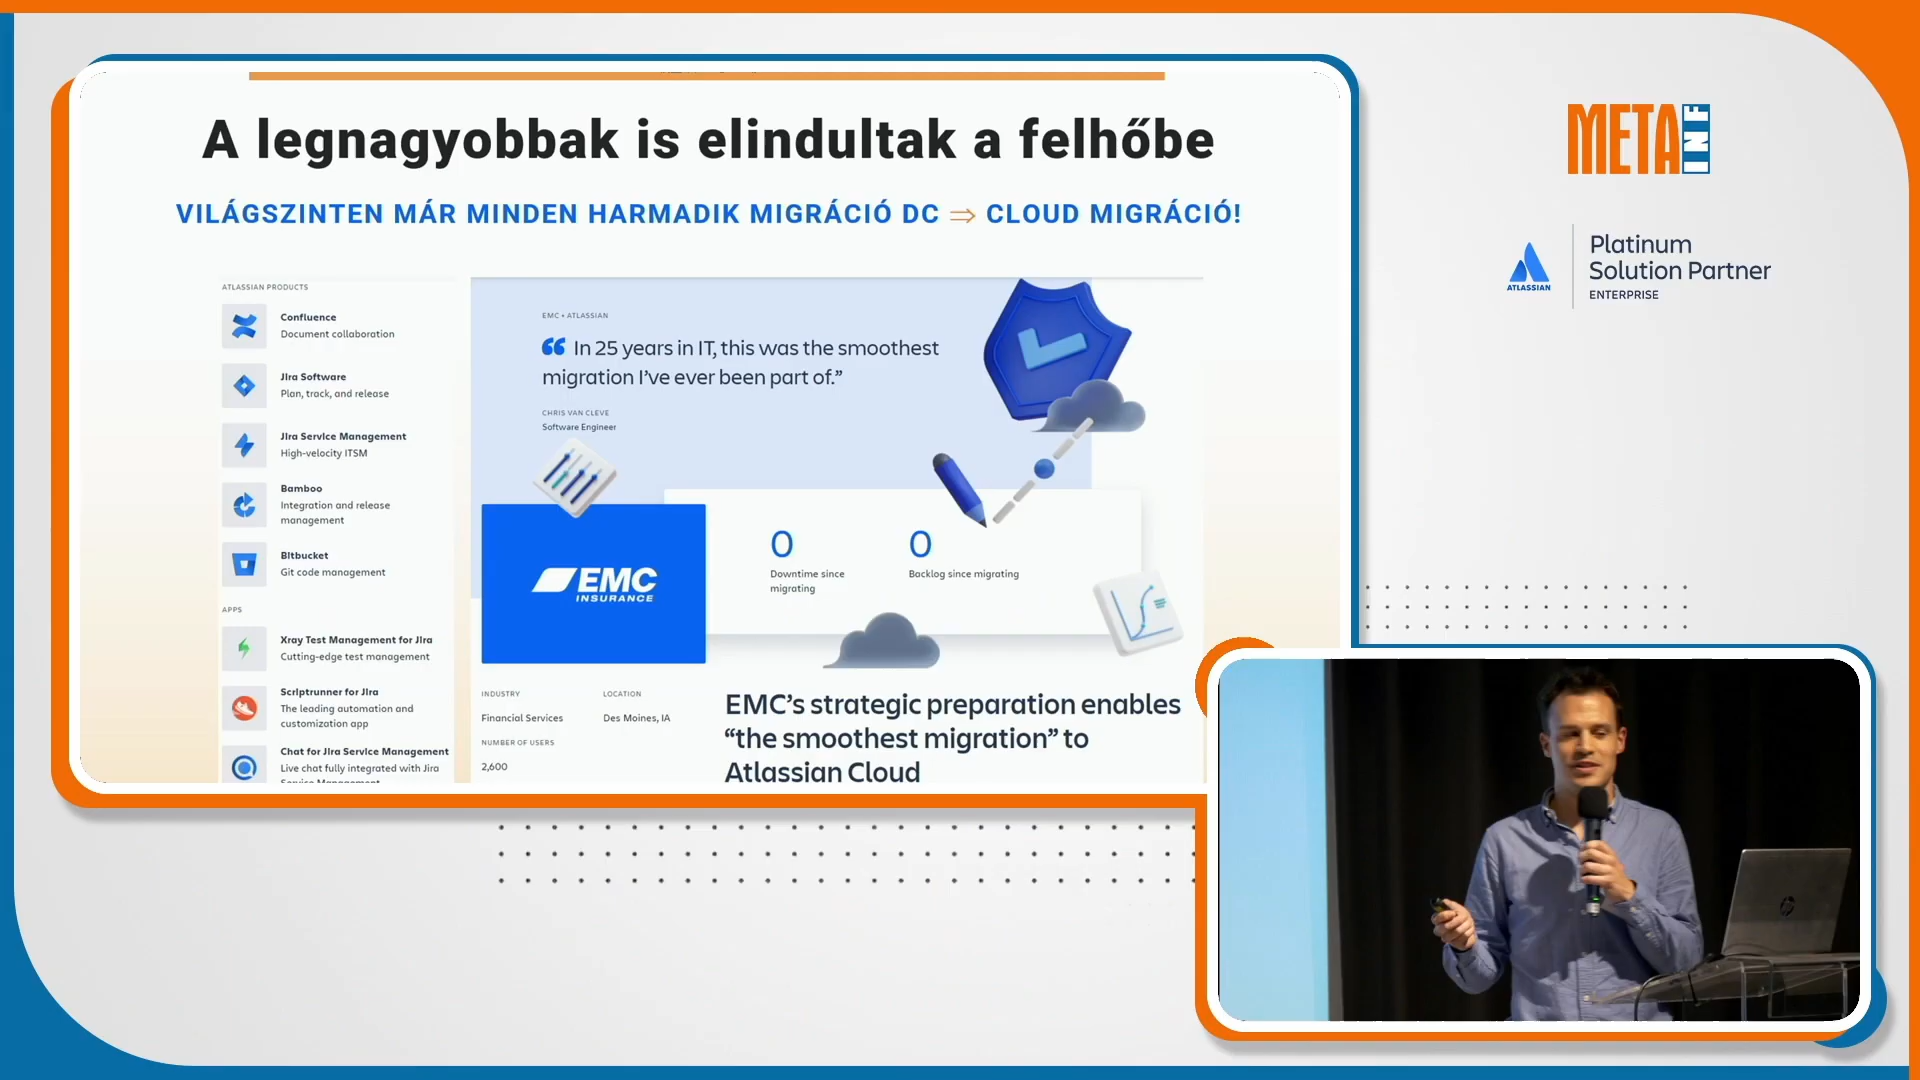 A legnagyobbak is elindultak a felhőbe
VILÁGSZINTEN MÁR MINDEN HARMADIK MIGRÁCIÓ DC ⇒ CLOUD MIGRÁCIÓ!
ATLASSIAN PRODUCTS
Confluence
Document collaboration
Jira Software
Plan, track, and release
Jira Service Management
High-velocity ITSM
Bamboo
Integration and release
management
Bitbucket
Git code management
APPS
Xray Test Management for Jira
Cutting-edge test management
Scriptrunner for Jira
The leading automation and
customization app
Chat for Jira Service Management
Live chat fully integrated with Jira
Service Management
EMC • ATLASSIAN
“ In 25 years in IT, this was the smoothest
migration I’ve ever been part of.”
CHRIS VAN CLEVE
Software Engineer
EMC
INSURANCE
0
Downtime since
migrating
0
Backlog since migrating
INDUSTRY
Financial Services
LOCATION
Des Moines, IA
NUMBER OF USERS
2,600
EMC’s strategic preparation enables
“the smoothest migration” to
Atlassian Cloud
META
INF
ATLASSIAN
Platinum
Solution Partner
ENTERPRISE
hp